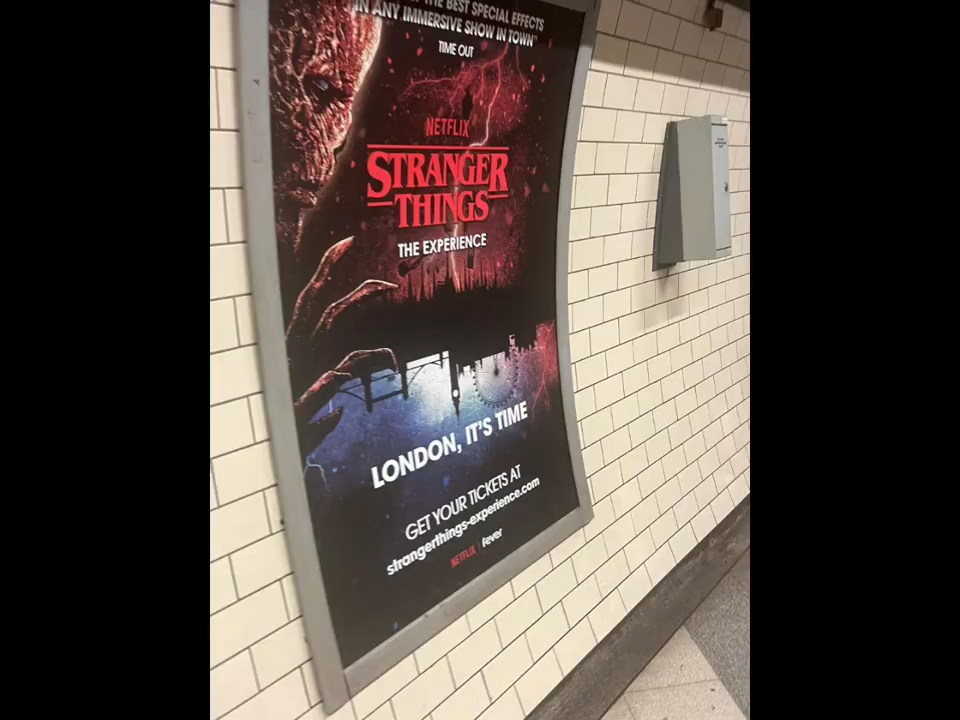 THE BEST SPECIAL EFFECTS
IN ANY IMMERSIVE SHOW IN TOWN"
TIME OUT
NETFLIX
STRANGER
THINGS
THE EXPERIENCE
LONDON, IT'S TIME
GET YOUR TICKETS AT
strangerthings-experience.com
NETFLIX | fever